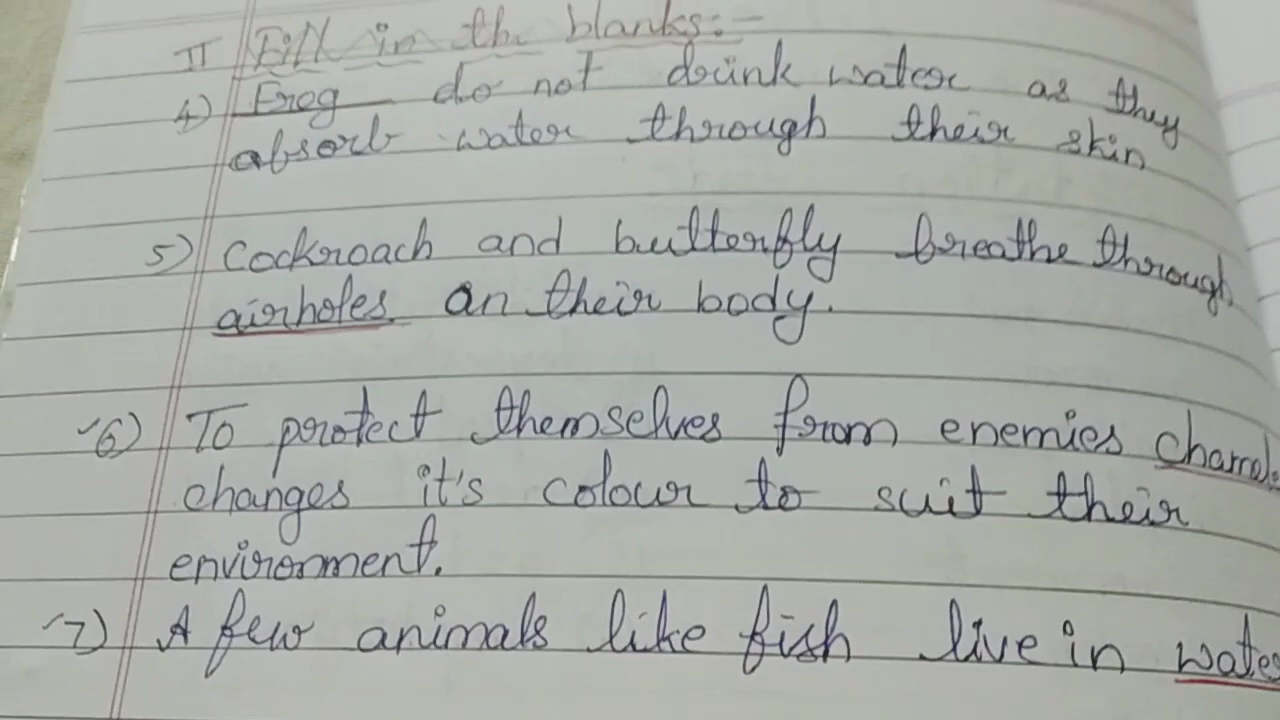 II Fill in the blanks:-
4) Frog do not drink water as they
absorb water through their skin
5) Cockroach and butterfly breathe through
airholes an their body.
6) To protect themselves from enemies
changes it's colour to suit their
environment.
7) A few animals like fish live in water